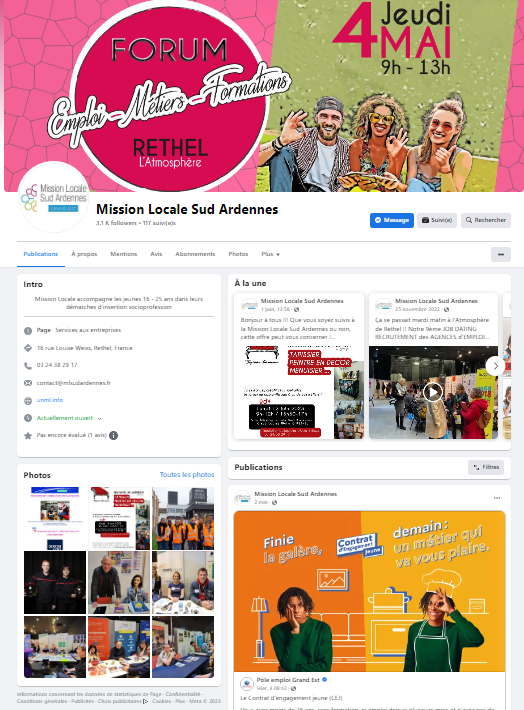 FORUM
Emploi - Métiers - Formations
RETHEL
L'Atmosphère
Jeudi
4 MAI
9h - 13h
Mission Locale
Sud Ardennes
Mission Locale Sud Ardennes
3,1 K followers • 117 suivi(e)s
Message
Suivi(e)
Rechercher
Publications
À propos
Mentions
Avis
Abonnements
Photos
Plus
Intro
Mission Locale accompagne les jeunes 16 - 25 ans dans leurs
démarches d'insertion socioprofession
Page · Services aux entreprises
16 rue Louise Weiss, Rethel, France
03 24 38 29 17
contact@mlsudardennes.fr
unml.info
Actuellement ouvert
Pas encore évalué (1 avis)
Photos
Toutes les photos
Informations concernant les données de statistiques de Page · Confidentialité ·
Conditions générales · Publicités · Choix publicitaires · Cookies · Plus · Meta © 2023
À la une
Mission Locale Sud Ardennes
1 juin, 13:50
Bonjour à tous !!! Que vous soyez suivis à
la Mission Locale Sud Ardennes ou non,
cette offre peut vous concerner !...
TAPISSIER
PEINTRE EN DECOR
MENUISIER ...
Mission Locale Sud Ardennes
25 novembre 2022
Ça se passait mardi matin à l'Atmosphère
de Rethel !! Notre 9ème JOB DATING
RECRUTEMENT des AGENCES d'EMPLOI...
Publications
Filtres
Mission Locale Sud Ardennes
2 min
Finie
la galère,
Contrat
d'Engagement
Jeune
demain :
un métier qui
va vous plaire.
Pôle emploi Grand Est
Hier, à 08:42
Le Contrat d'engagement jeune (CEJ)